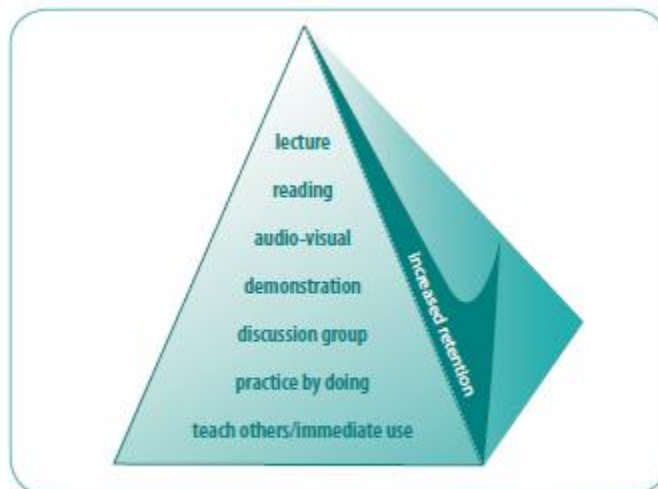 lecture
reading
audio-visual
demonstration
discussion group
practice by doing
teach others/immediate use
increased retention